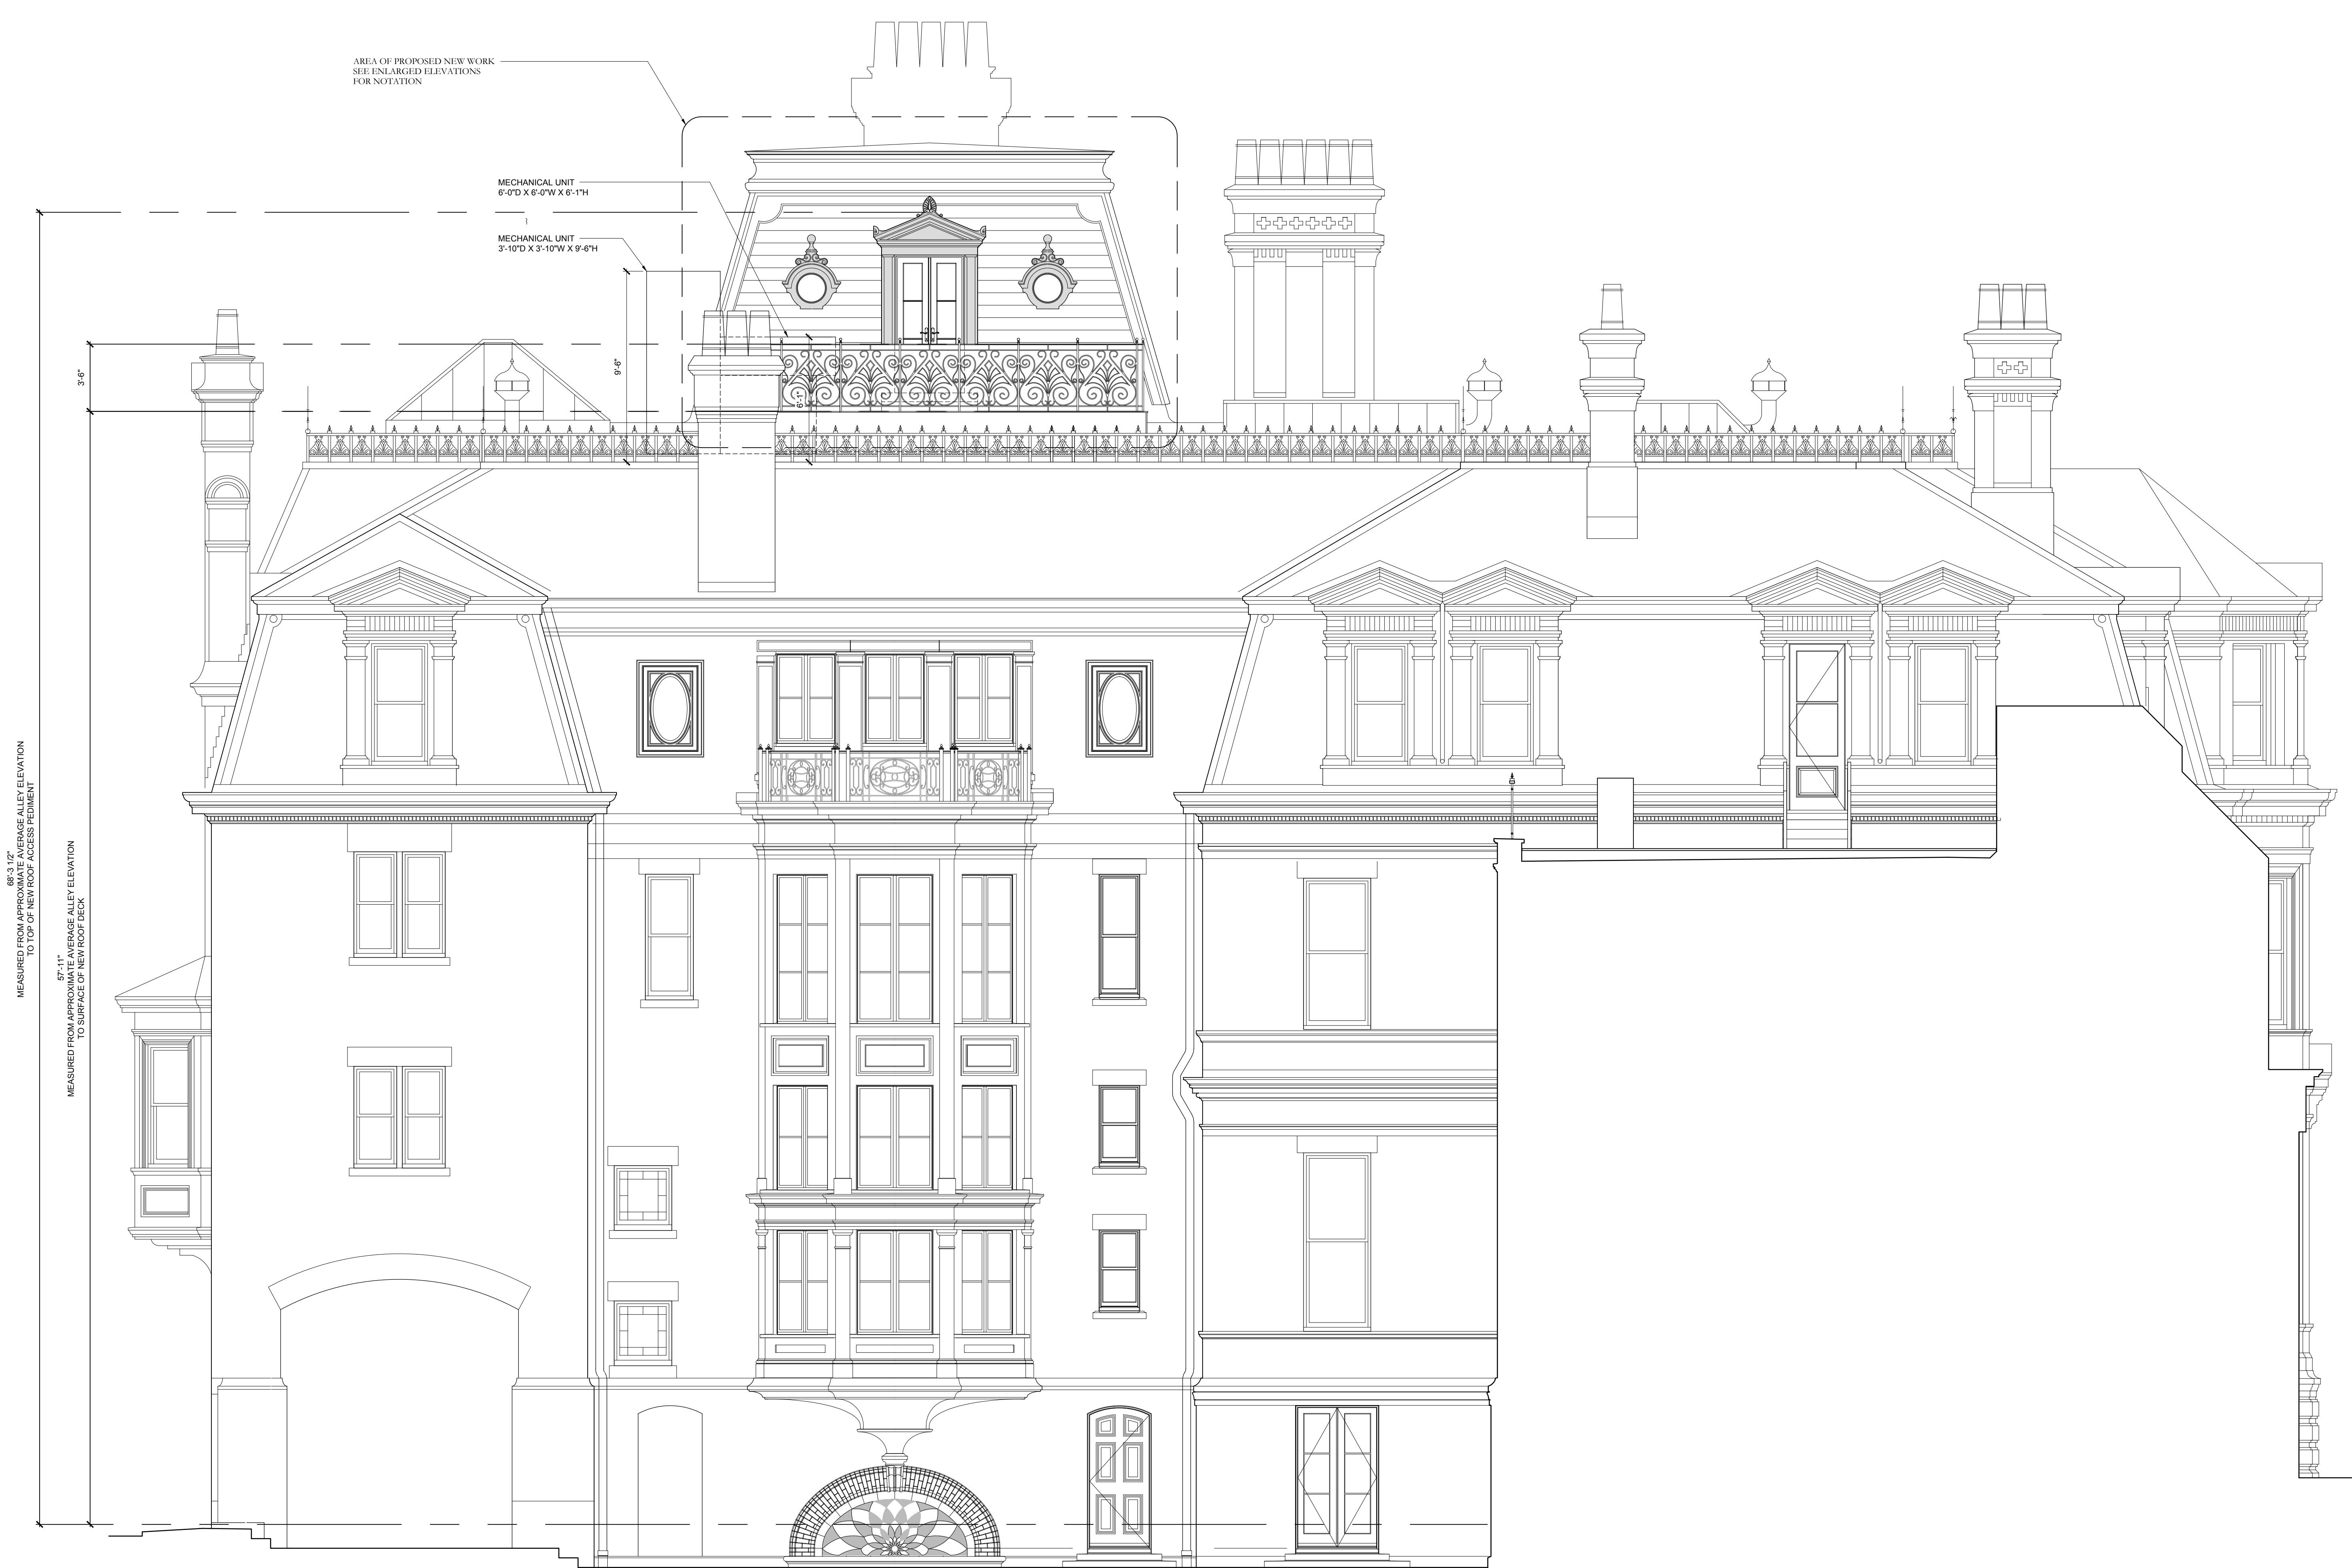 AREA OF PROPOSED NEW WORK
SEE ENLARGED ELEVATIONS
FOR NOTATION
MECHANICAL UNIT
6'-0"D X 6'-0"W X 6'-1"H
MECHANICAL UNIT
3'-10"D X 3'-10"W X 9'-6"H
3'-6"
9'-6"
6'-1"
68'-3 1/2"
MEASURED FROM APPROXIMATE AVERAGE ALLEY ELEVATION
TO TOP OF NEW ROOF ACCESS PEDIMENT
57'-11"
MEASURED FROM APPROXIMATE AVERAGE ALLEY ELEVATION
TO SURFACE OF NEW ROOF DECK